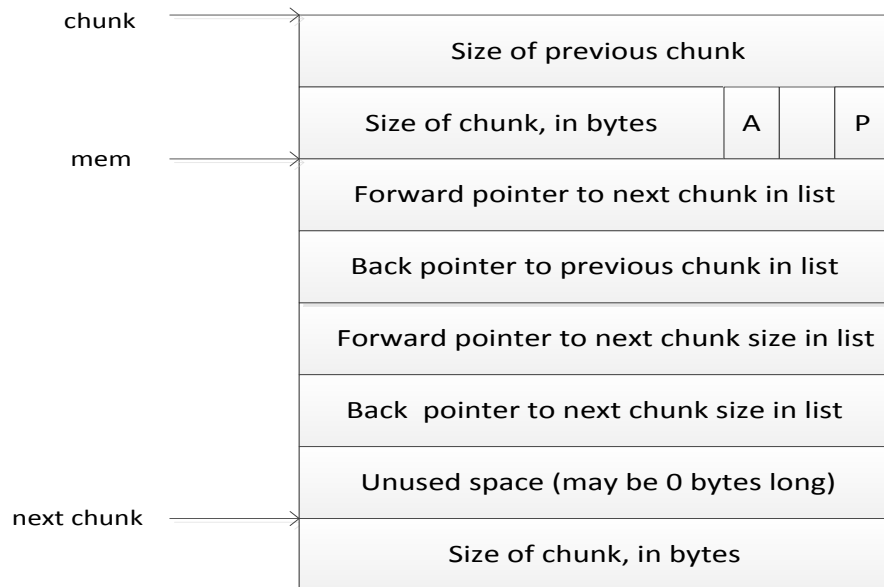 chunk
Size of previous chunk
Size of chunk, in bytes A P
mem
Forward pointer to next chunk in list
Back pointer to previous chunk in list
Forward pointer to next chunk size in list
Back pointer to next chunk size in list
Unused space (may be 0 bytes long)
next chunk
Size of chunk, in bytes